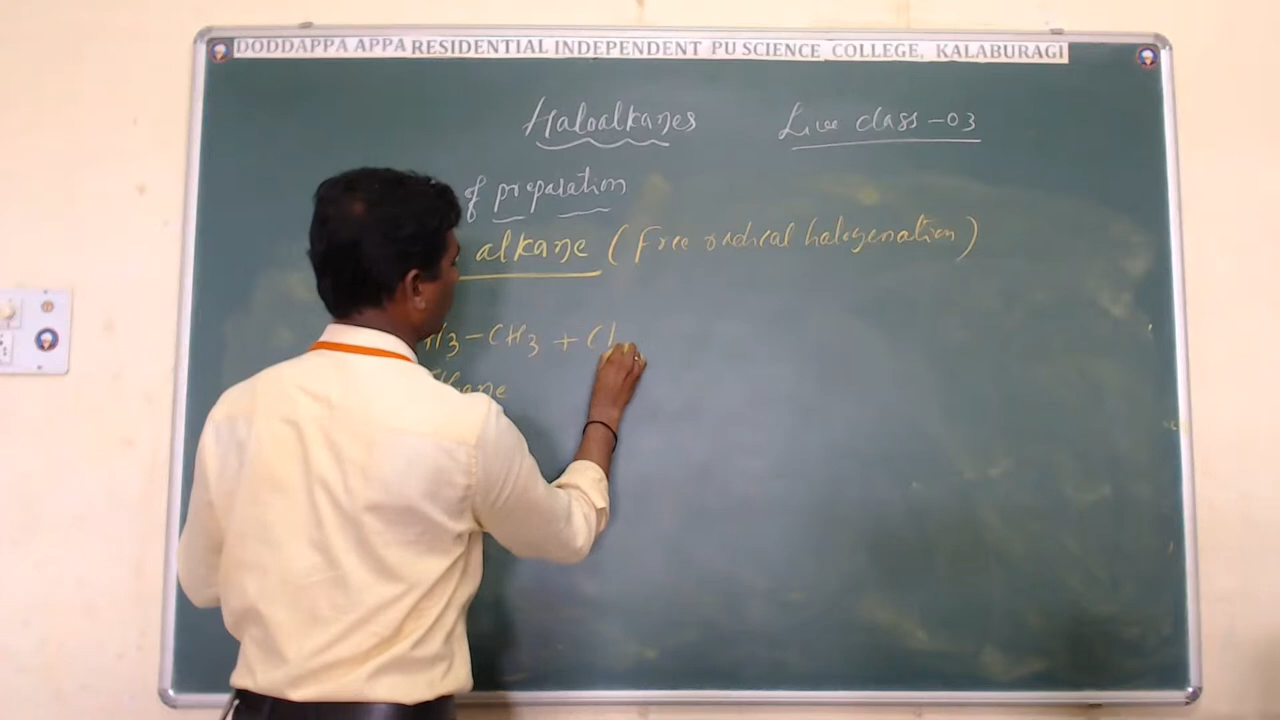 DODDAPPA APPA RESIDENTIAL INDEPENDENT PU SCIENCE COLLEGE, KALABURAGI
Haloalkanes Live class -03
of preparation
alkane (Free radical halogenation)
H3-CH3 + Cl